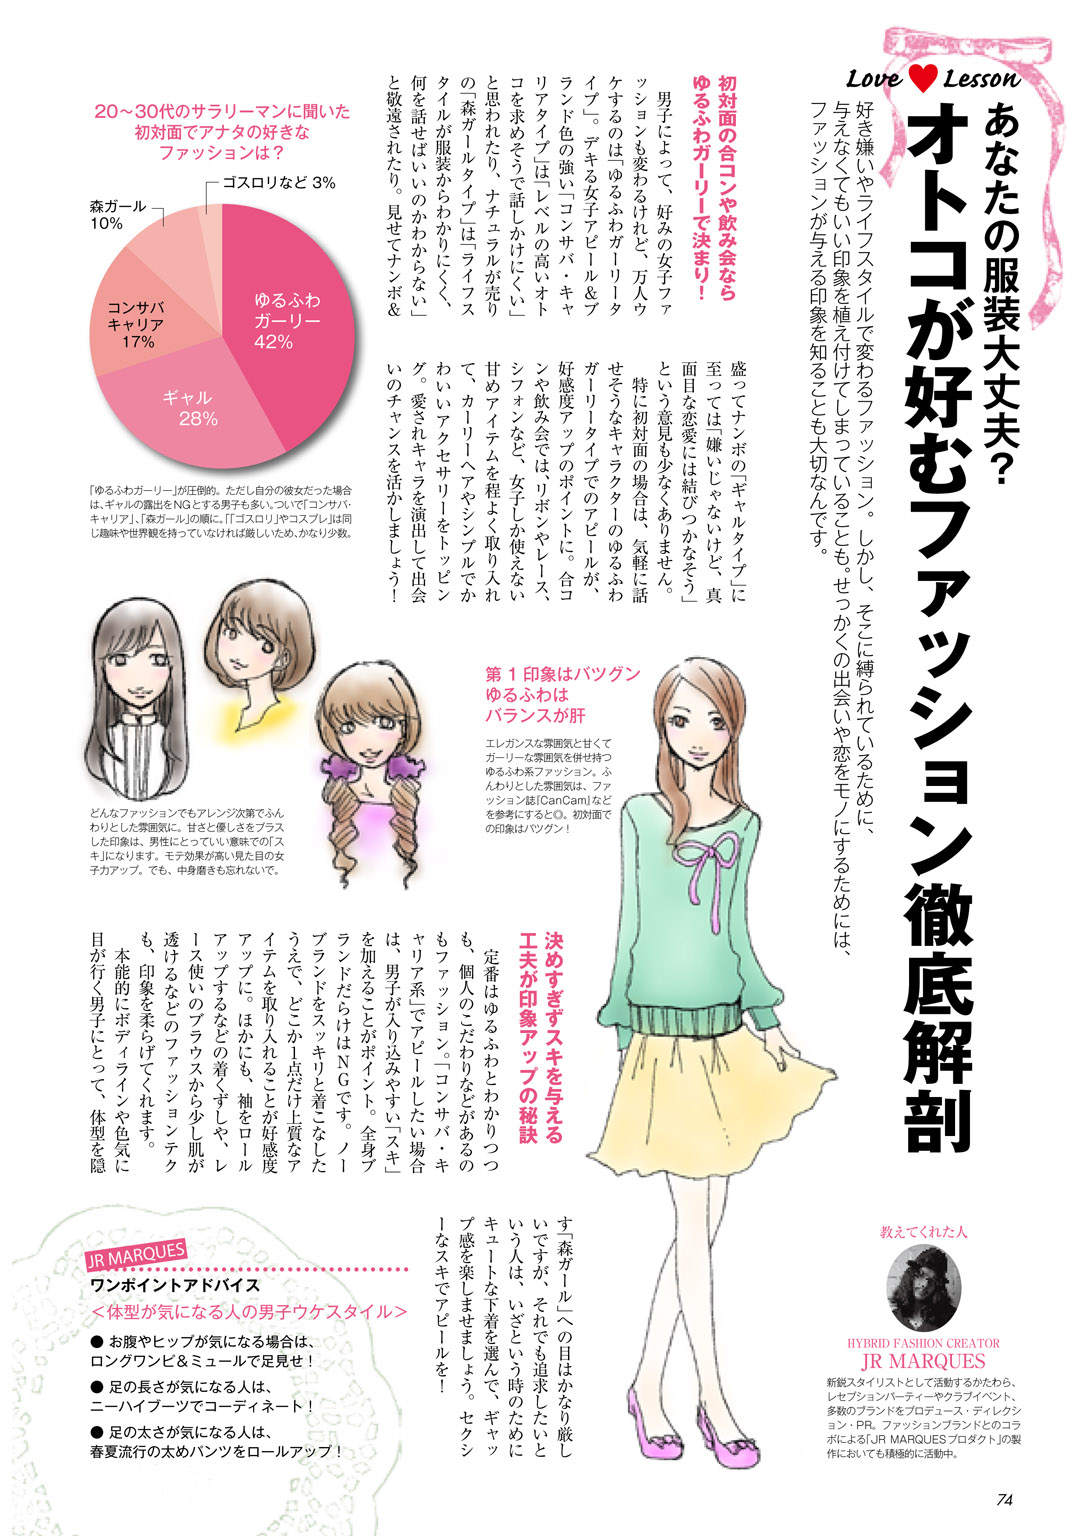 Love Lesson
あなたの服装大丈夫?
オトコが好むファッション徹底解剖
好き嫌いやライフスタイルで変わるファッション。しかし、そこに縛られているために、
与えなくてもいい印象を植え付けてしまっていることも。せっかくの出会いや恋をモノにするためには、
ファッションが与える印象を知ることも大切なんです。
初対面の合コンや飲み会なら
ゆるふわガーリーで決まり!
男子によって、好みの女子ファ
ッションも変わるけれど、万人ウ
ケするのは「ゆるふわガーリータ
イプ」。デキる女子アピール＆ブ
ランド色の強い「コンサバ・キャ
リアタイプ」は「レベルの高いオト
コを求めそうで話しかけにくい」
と思われたり、ナチュラルが売り
の「森ガールタイプ」は「ライフス
タイルが服装からわかりにくく、
何を話せばいいのかわからない」
と敬遠されたり。見せてナンボ＆
盛ってナンボの「ギャルタイプ」に
至っては「嫌いじゃないけど、真
面目な恋愛には結びつかなそう」
という意見も少なくありません。
特に初対面の場合は、気軽に話
せそうなキャラクターのゆるふわ
ガーリータイプでのアピールが、
好感度アップのポイントに。合コ
ンや飲み会では、リボンやレース、
シフォンなど、女子しか使えない
甘めアイテムを程よく取り入れ
て、カーリーヘアやシンプルでか
わいいアクセサリーをトッピン
グ。愛されキャラを演出して出会
いのチャンスを活かしましょう!
20〜30代のサラリーマンに聞いた
初対面でアナタの好きな
ファッションは?
ゴスロリなど 3%
森ガール
10%
コンサバ
キャリア
17%
ギャル
28%
ゆるふわ
ガーリー
42%
「ゆるふわガーリー」が圧倒的。ただし自分の彼女だった場合
は、ギャルの露出をNGとする男子も多い。ついで「コンサバ・
キャリア」、「森ガール」の順に。「「ゴスロリ」やコスプレ」は同
じ趣味や世界観を持っていなければ厳しいため、かなり少数。
どんなファッションでもアレンジ次第でふん
わりとした雰囲気に。甘さと優しさをプラス
した印象は、男性にとっていい意味での「ス
キ」になります。モテ効果が高い見た目の女
子力アップ。でも、中身磨きも忘れないで。
第 1 印象はバツグン
ゆるふわは
バランスが肝
エレガンスな雰囲気と甘くて
ガーリーな雰囲気を併せ持つ
ゆるふわ系ファッション。ふ
んわりとした雰囲気は、ファ
ッション誌「CanCam」など
を参考にすると◎。初対面で
の印象はバツグン!
決めすぎずスキを与える
工夫が印象アップの秘訣
定番はゆるふわとわかりつつ
も、個人のこだわりなどがあるの
もファッション。「コンサバ・キ
ャリア系」でアピールしたい場合
は、男子が入り込みやすい「スキ」
を加えることがポイント。全身ブ
ランドだらけはNGです。ノー
ブランドをスッキリと着こなした
うえで、どこか1点だけ上質なア
イテムを取り入れることが好感度
アップに。ほかにも、袖をロール
アップするなどの着くずしや、レ
ース使いのブラウスから少し肌が
透けるなどのファッションテク
も、印象を柔らげてくれます。
本能的にボディラインや色気に
目が行く男子にとって、体型を隠
す「森ガール」への目はかなり厳し
いですが、それでも追求したいと
いう人は、いざという時のために
キュートな下着を選んで、ギャッ
プ感を楽しませましょう。セクシ
ーなスキでアピールを!
JR MARQUES
ワンポイントアドバイス
＜体型が気になる人の男子ウケスタイル＞
● お腹やヒップが気になる場合は、
ロングワンピ＆ミュールで足見せ!
● 足の長さが気になる人は、
ニーハイブーツでコーディネート!
● 足の太さが気になる人は、
春夏流行の太めパンツをロールアップ!
教えてくれた人
HYBRID FASHION CREATOR
JR MARQUES
新鋭スタイリストとして活動するかたわら、
レセプションパーティーやクラブイベント、
多数のブランドをプロデュース・ディレクシ
ョン・PR。ファッションブランドとのコラ
ボによる「JR MARQUESプロダクト」の製
作においても積極的に活動中。
74